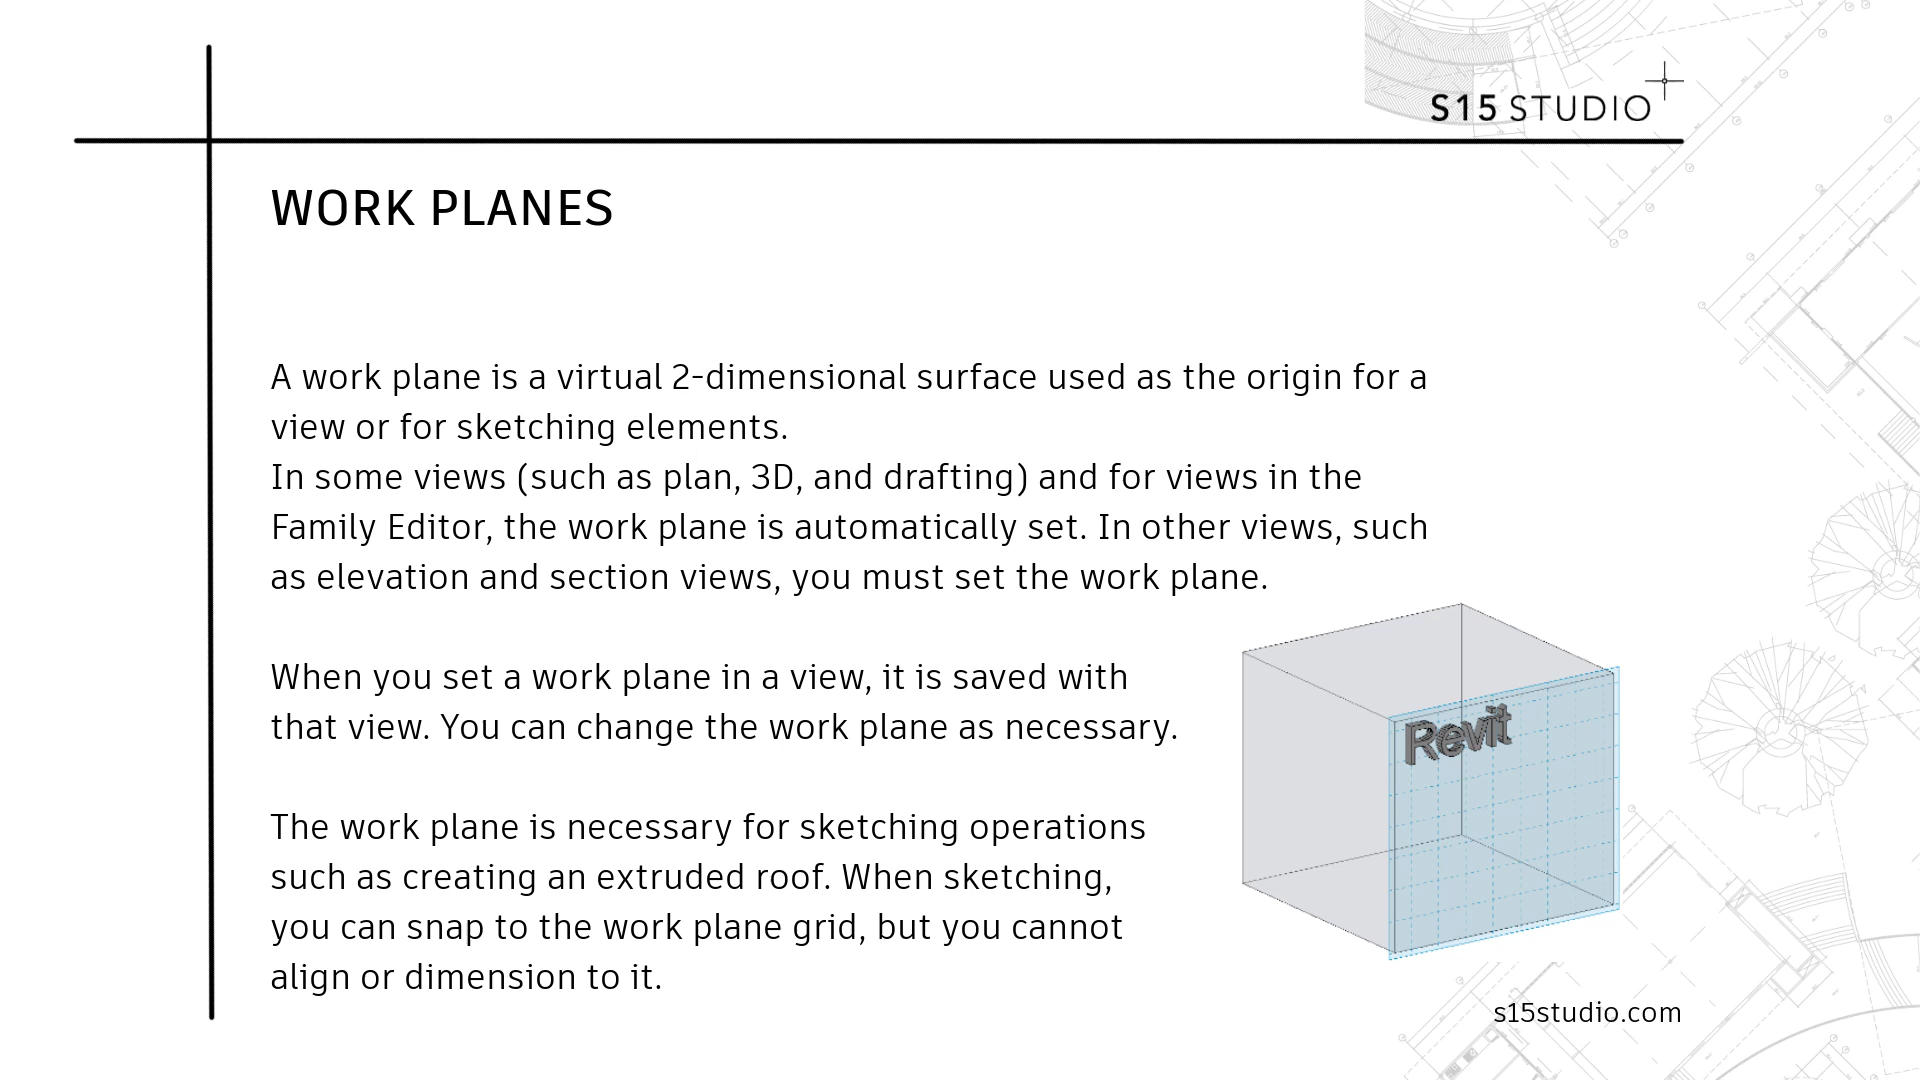 S15 STUDIO
WORK PLANES
A work plane is a virtual 2-dimensional surface used as the origin for a
view or for sketching elements.
In some views (such as plan, 3D, and drafting) and for views in the
Family Editor, the work plane is automatically set. In other views, such
as elevation and section views, you must set the work plane.
When you set a work plane in a view, it is saved with
that view. You can change the work plane as necessary.
Revit
The work plane is necessary for sketching operations
such as creating an extruded roof. When sketching,
you can snap to the work plane grid, but you cannot
align or dimension to it.
s15studio.com